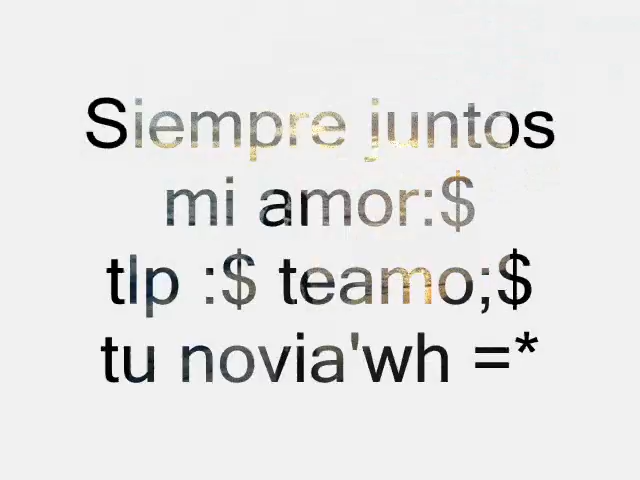 Siempre juntos
mi amor:$
tlp :$ teamo;$
tu novia'wh =*